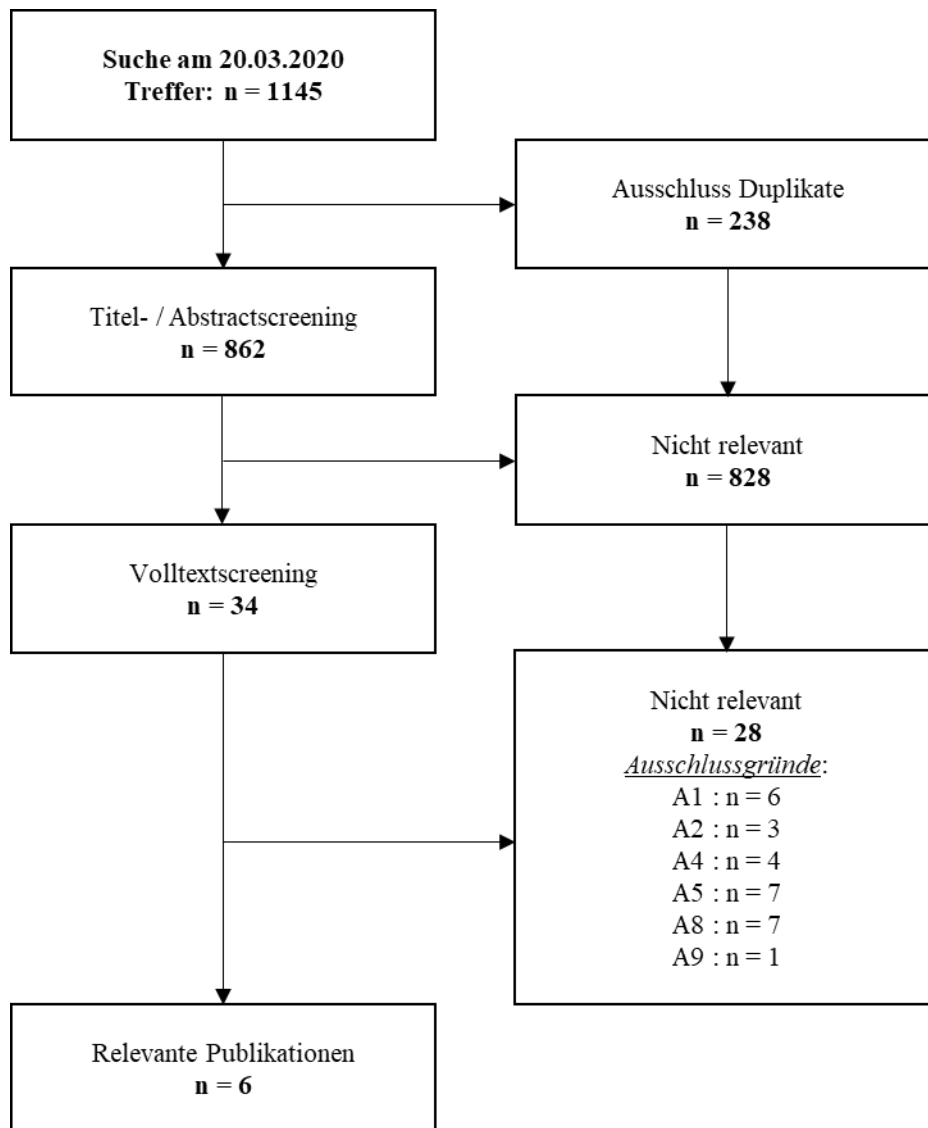 Suche am 20.03.2020
Treffer: n = 1145
Ausschluss Duplikate
n = 238
Titel- / Abstractscreening
n = 862
Nicht relevant
n = 828
Volltextscreening
n = 34
Nicht relevant
n = 28
Ausschlussgründe:
A1 : n = 6
A2 : n = 3
A4 : n = 4
A5 : n = 7
A8 : n = 7
A9 : n = 1
Relevante Publikationen
n = 6